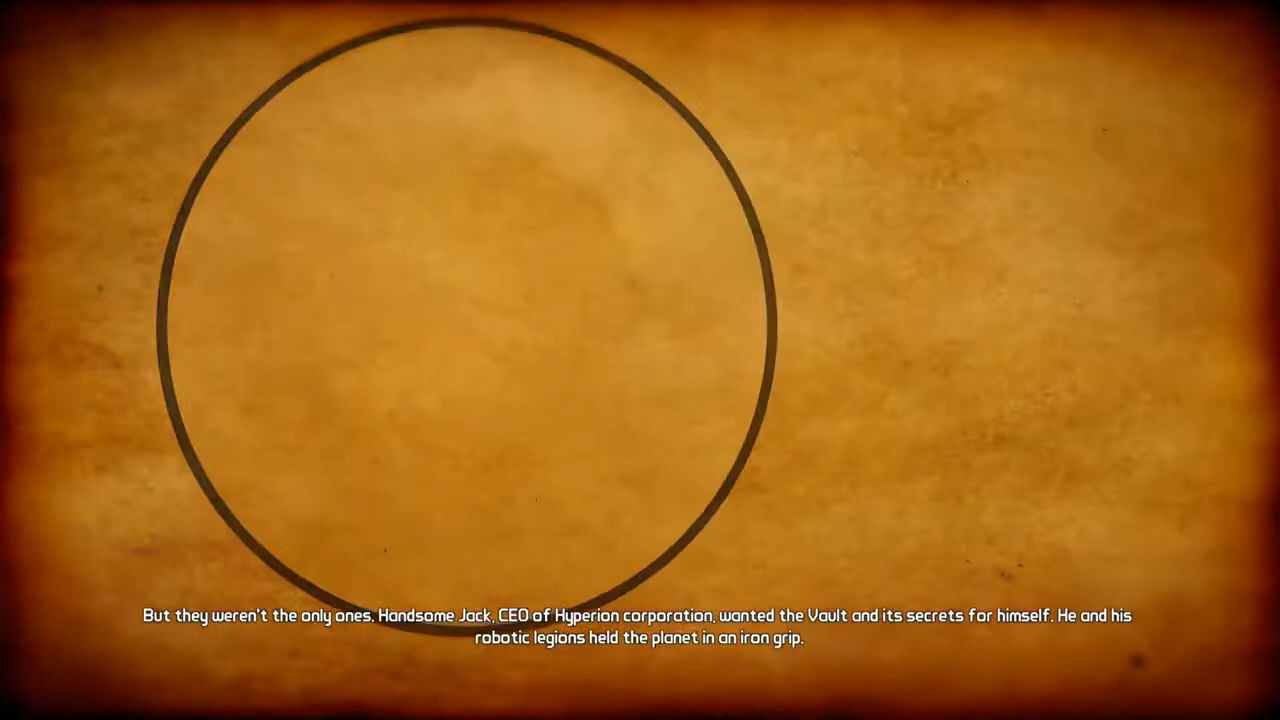 But they weren't the only ones. Handsome Jack, CEO of Hyperion corporation, wanted the Vault and its secrets for himself. He and his
robotic legions held the planet in an iron grip.